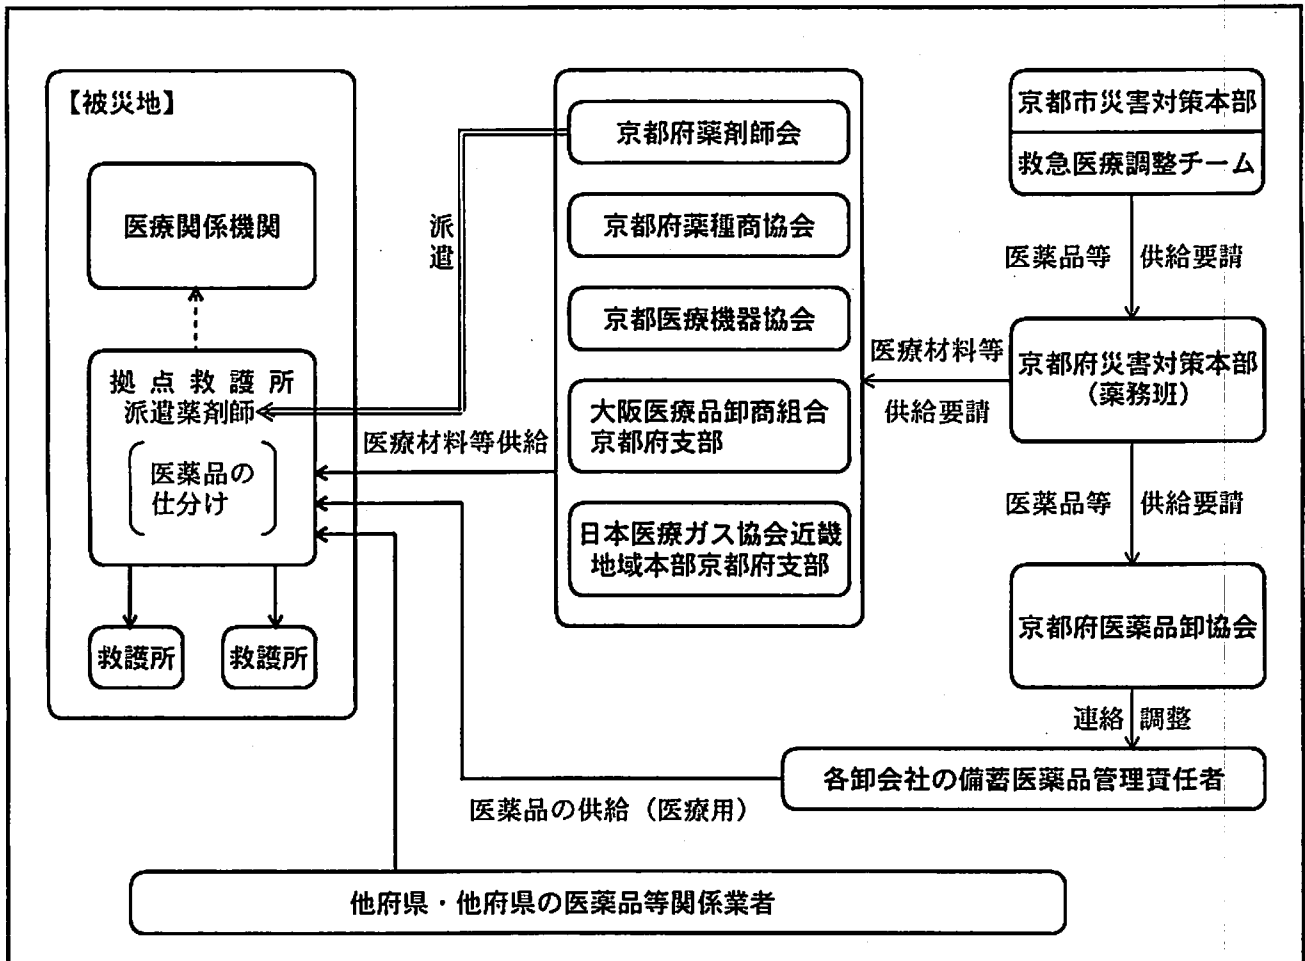 【被災地】
医療関係機関
拠点救護所
派遣薬剤師
医薬品の
仕分け
救護所
救護所
派遣
医療材料等供給
京都府薬剤師会
京都府薬種商協会
京都医療機器協会
大阪医療品卸商組合
京都府支部
日本医療ガス協会近畿
地域本部京都府支部
京都市災害対策本部
救急医療調整チーム
医薬品等 供給要請
医療材料等
供給要請
京都府災害対策本部
(薬務班)
医薬品等 供給要請
京都府医薬品卸協会
連絡 調整
各卸会社の備蓄医薬品管理責任者
医薬品の供給(医療用)
他府県・他府県の医薬品等関係業者